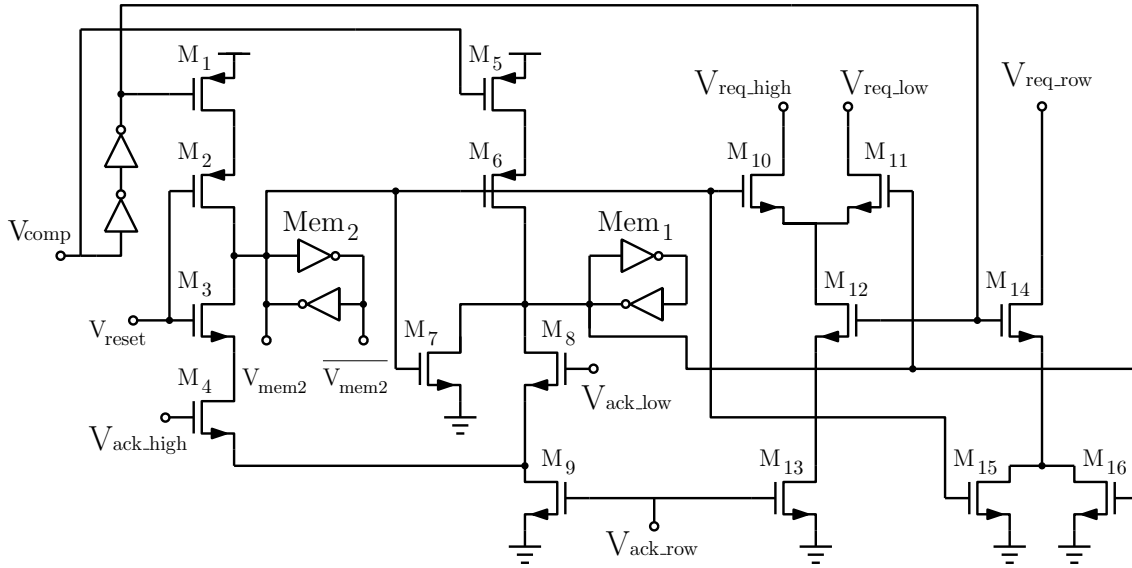 M1
M5
Vreq_high
Vreq_low
Vreq_row
M2
M6
M10
M11
Vcomp
Mem2
Mem1
M3
M12
M14
Vreset
M7
M8
M4
Vmem2
Vmem2
Vack_low
Vack_high
M9
M13
M15
M16
Vack_row